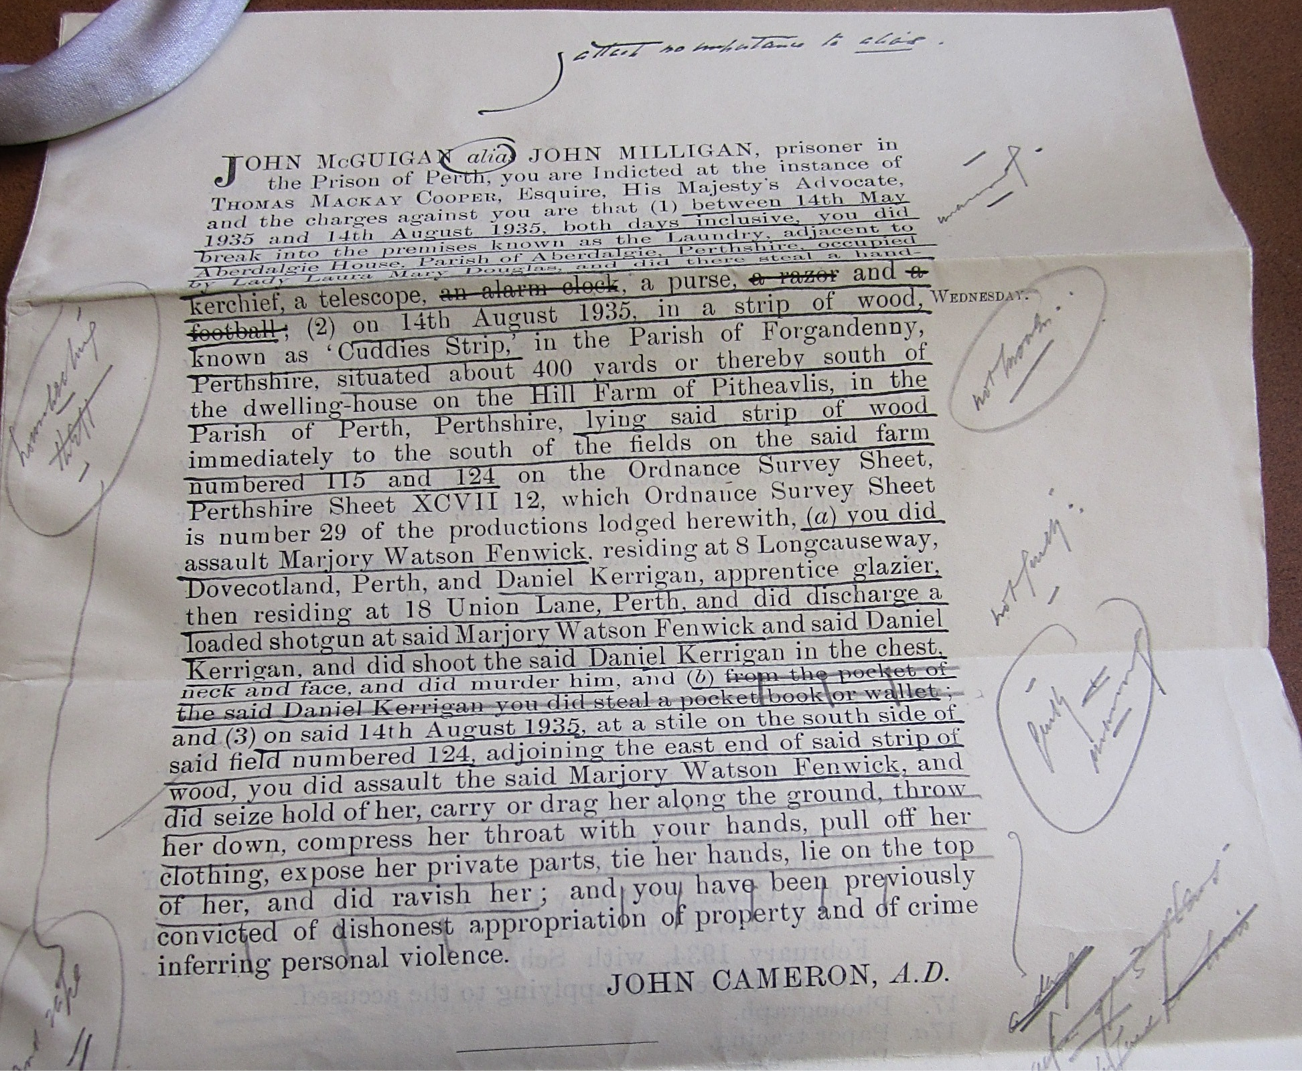 attach no importance to alias.
JOHN McGUIGAN alias JOHN MILLIGAN, prisoner in
the Prison of Perth, you are Indicted at the instance of
THOMAS MACKAY COOPER, Esquire, His Majesty's Advocate,
and the charges against you are that (1) between 14th May
1935 and 14th August 1935, both days inclusive, you did
break into the premises known as the Laundry, adjacent to
Aberdalgie House, Parish of Aberdalgie, Perthshire, occupied
by Lady Laura Mary Douglas, and did there steal a hand-
kerchief, a telescope, an alarm clock, a purse, a razor and a
football; (2) on 14th August 1935, in a strip of wood, WEDNESDAY.
known as 'Cuddies Strip,' in the Parish of Forgandenny,
Perthshire, situated about 400 yards or thereby south of
the dwelling-house on the Hill Farm of Pitheavlis, in the
Parish of Perth, Perthshire, lying said strip of wood
immediately to the south of the fields on the said farm
numbered 115 and 124 on the Ordnance Survey Sheet,
Perthshire Sheet XCVII 12, which Ordnance Survey Sheet
is number 29 of the productions lodged herewith, (a) you did
assault Marjory Watson Fenwick, residing at 8 Longcauseway,
Dovecotland, Perth, and Daniel Kerrigan, apprentice glazier,
then residing at 18 Union Lane, Perth, and did discharge a
loaded shotgun at said Marjory Watson Fenwick and said Daniel
Kerrigan, and did shoot the said Daniel Kerrigan in the chest,
neck and face, and did murder him, and (b) from the pocket of
the said Daniel Kerrigan you did steal a pocket book or wallet;
and (3) on said 14th August 1935, at a stile on the south side of
said field numbered 124, adjoining the east end of said strip of
wood, you did assault the said Marjory Watson Fenwick, and
did seize hold of her, carry or drag her along the ground, throw
her down, compress her throat with your hands, pull off her
clothing, expose her private parts, tie her hands, lie on the top
of her, and did ravish her; and you have been previously
convicted of dishonest appropriation of property and of crime
inferring personal violence.
JOHN CAMERON, A.D.
housebreaking
theft
not proven.
not guilty.
guilty
and rape